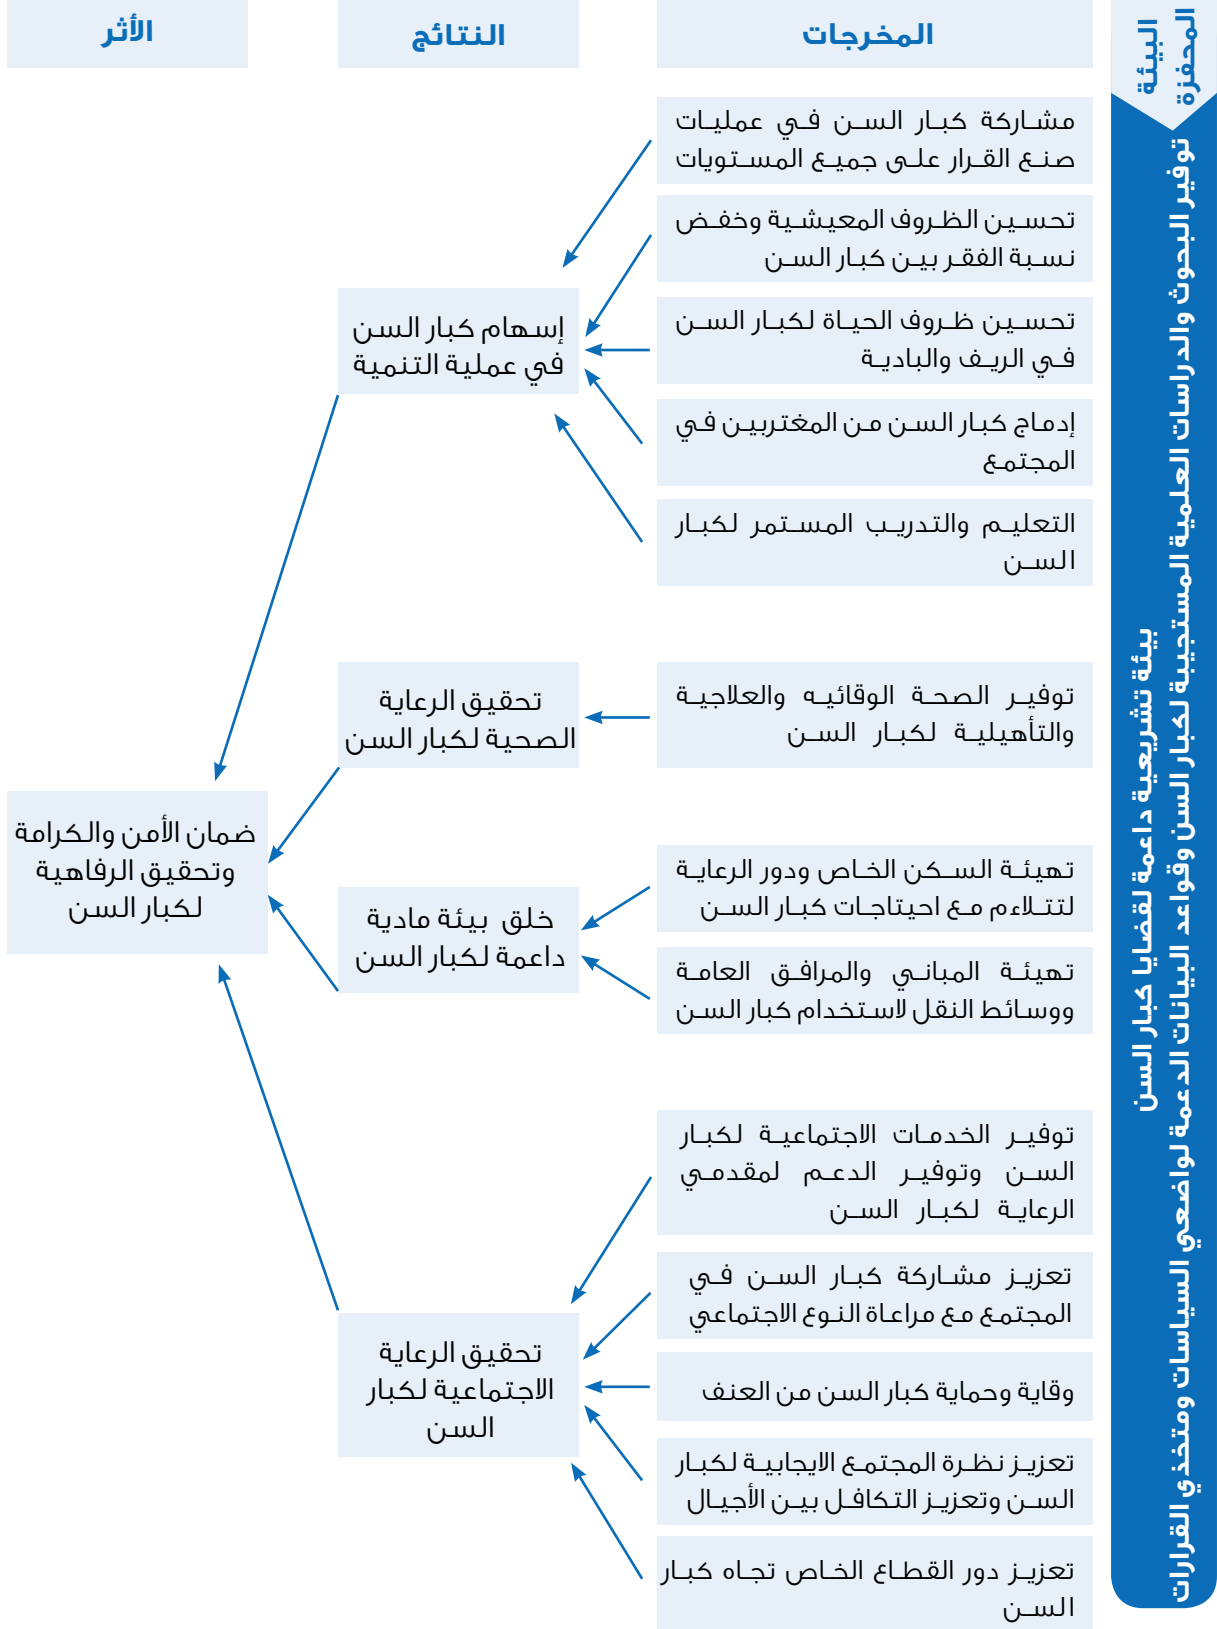 البيئة
المحفزة
توفير البحوث والدراسات العلمية المستجيبة لكبار السن وقواعد البيانات الدعمة لواضعي السياسات ومتخذي القرارات
بيئة تشريعية داعمة لقضايا كبار السن
المخرجات
مشاركة كبار السن في عمليات
صنع القرار على جميع المستويات
تحسين الظروف المعيشية وخفض
نسبة الفقر بين كبار السن
تحسين ظروف الحياة لكبار السن
في الريف والبادية
إدماج كبار السن من المغتربين في
المجتمع
التعليم والتدريب المستمر لكبار
السن
توفير الصحة الوقائيه والعلاجية
والتأهيلية لكبار السن
تهيئة السكن الخاص ودور الرعاية
لتتلاءم مع احيتاجات كبار السن
تهيئة المباني والمرافق العامة
ووسائط النقل لاستخدام كبار السن
توفير الخدمات الاجتماعية لكبار
السن وتوفير الدعم لمقدمي
الرعاية لكبار السن
تعزيز مشاركة كبار السن في
المجتمع مع مراعاة النوع الاجتماعي
وقاية وحماية كبار السن من العنف
تعزيز نظرة المجتمع الايجابية لكبار
السن وتعزيز التكافل بين الأجيال
تعزيز دور القطاع الخاص تجاه كبار
السن
النتائج
إسهام كبار السن
في عملية التنمية
تحقيق الرعاية
الصحية لكبار السن
خلق بيئة مادية
داعمة لكبار السن
تحقيق الرعاية
الاجتماعية لكبار
السن
الأثر
ضمان الأمن والكرامة
وتحقيق الرفاهية
لكبار السن